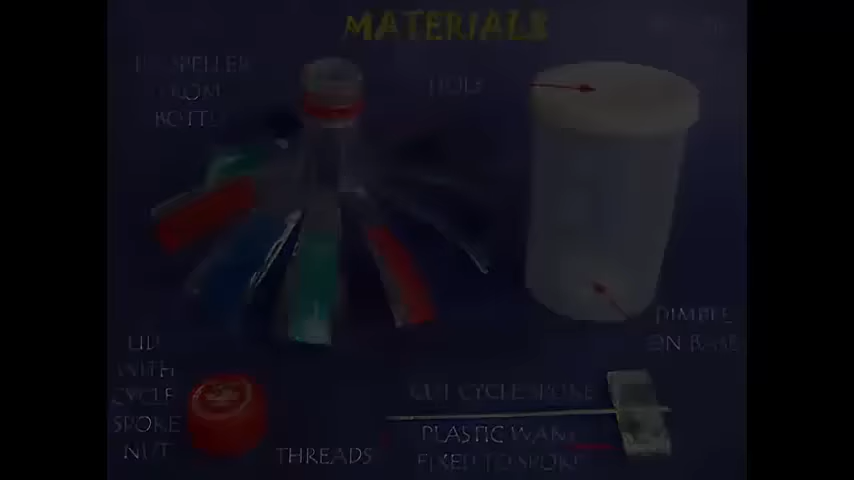 MATERIALS
PROPELLER
FROM
BOTTLE
HOLE
DIMPLE
ON BASE
LID
WITH
CYCLE
SPOKE
NUT
THREADS
CUT CYCLE SPOKE
PLASTIC VANE
FIXED TO SPOKE